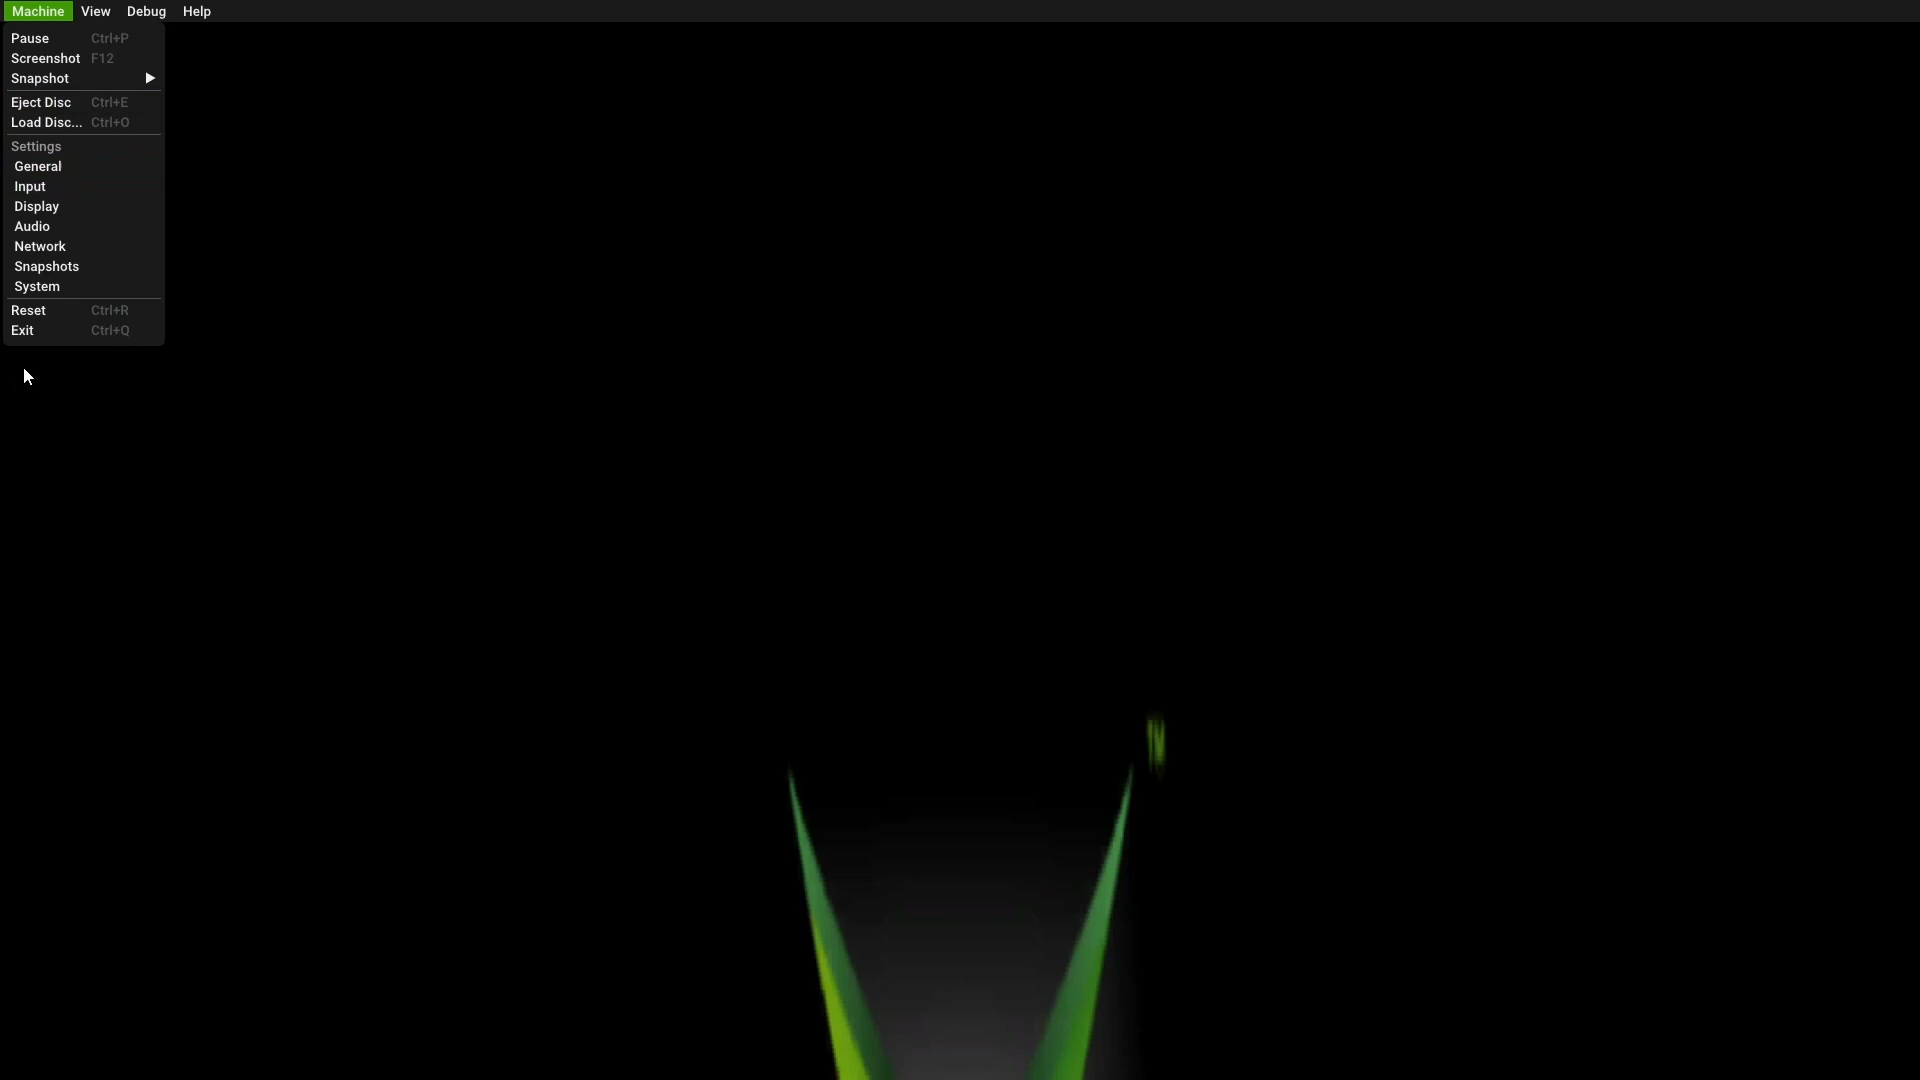 Machine View Debug Help
Pause Ctrl+P
Screenshot F12
Snapshot
Eject Disc Ctrl+E
Load Disc... Ctrl+O
Settings
General
Input
Display
Audio
Network
Snapshots
System
Reset Ctrl+R
Exit Ctrl+Q